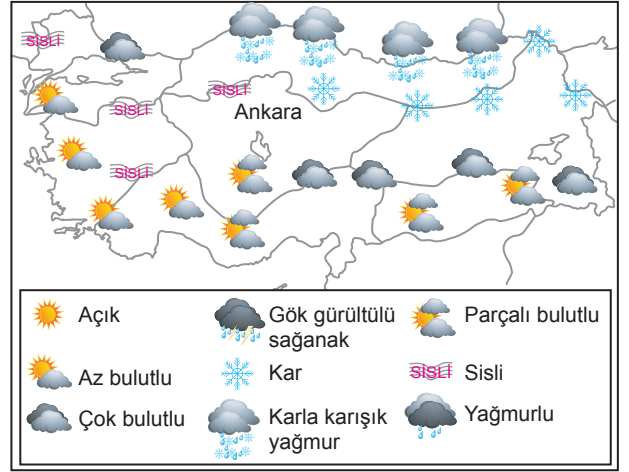 SİSLİ
SİSLİ
SİSLİ
Ankara
SİSLİ
Açık
Gök gürültülü
sağanak
Parçalı bulutlu
Az bulutlu
Kar
SİSLİ Sisli
Çok bulutlu
Karla karışık
yağmur
Yağmurlu